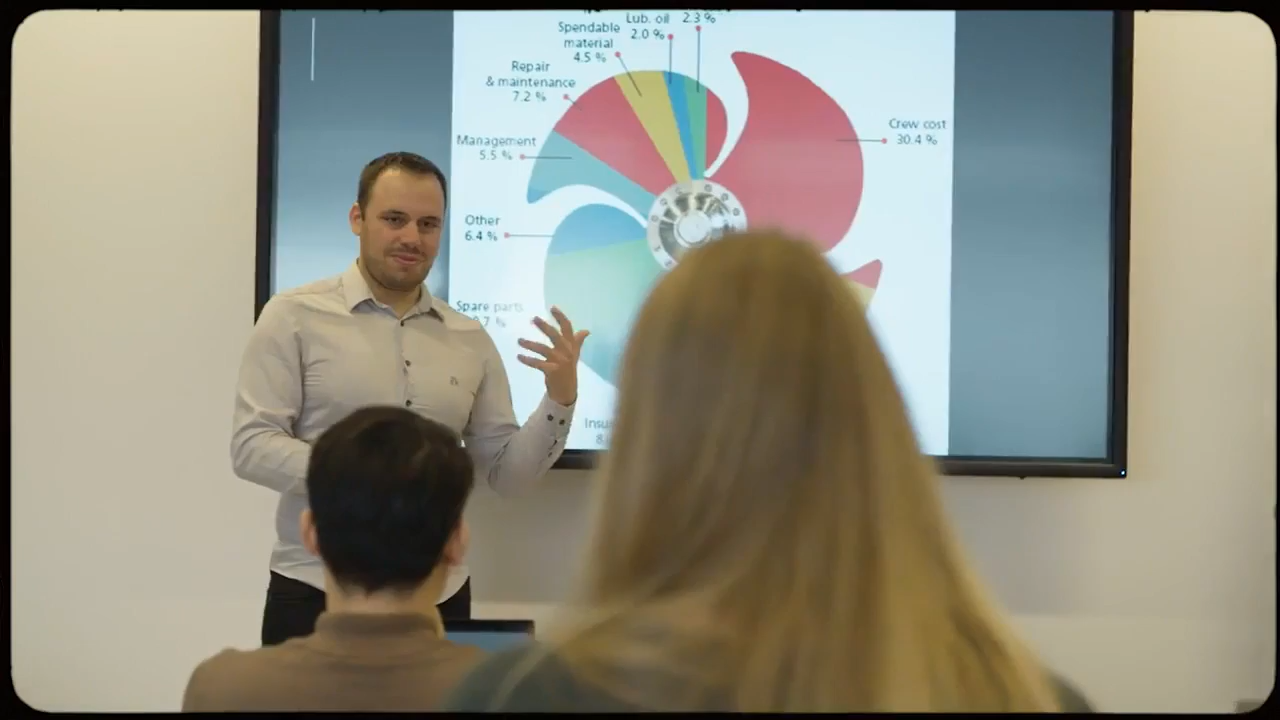 Lub. oil
2.0 %
2.3 %
Spendable
material
4.5 %
Repair
& maintenance
7.2 %
Crew cost
30.4 %
Management
5.5 %
Other
6.4 %
Spare parts